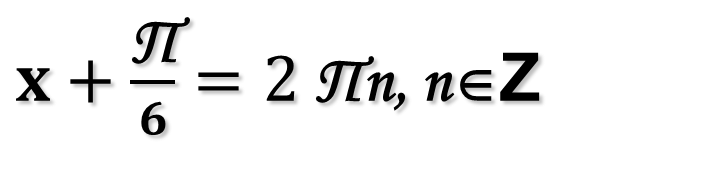 x + π/6 = 2 πn, n∈Z